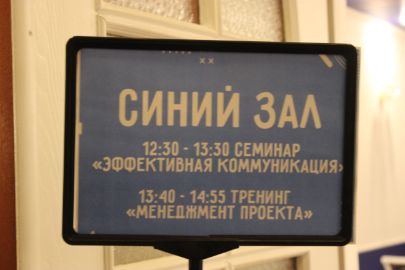 СИНИЙ ЗАЛ
12:30 - 13:30 СЕМИНАР
«ЭФФЕКТИВНАЯ КОММУНИКАЦИЯ»
13:40 - 14:55 ТРЕНИНГ
«МЕНЕДЖМЕНТ ПРОЕКТА»